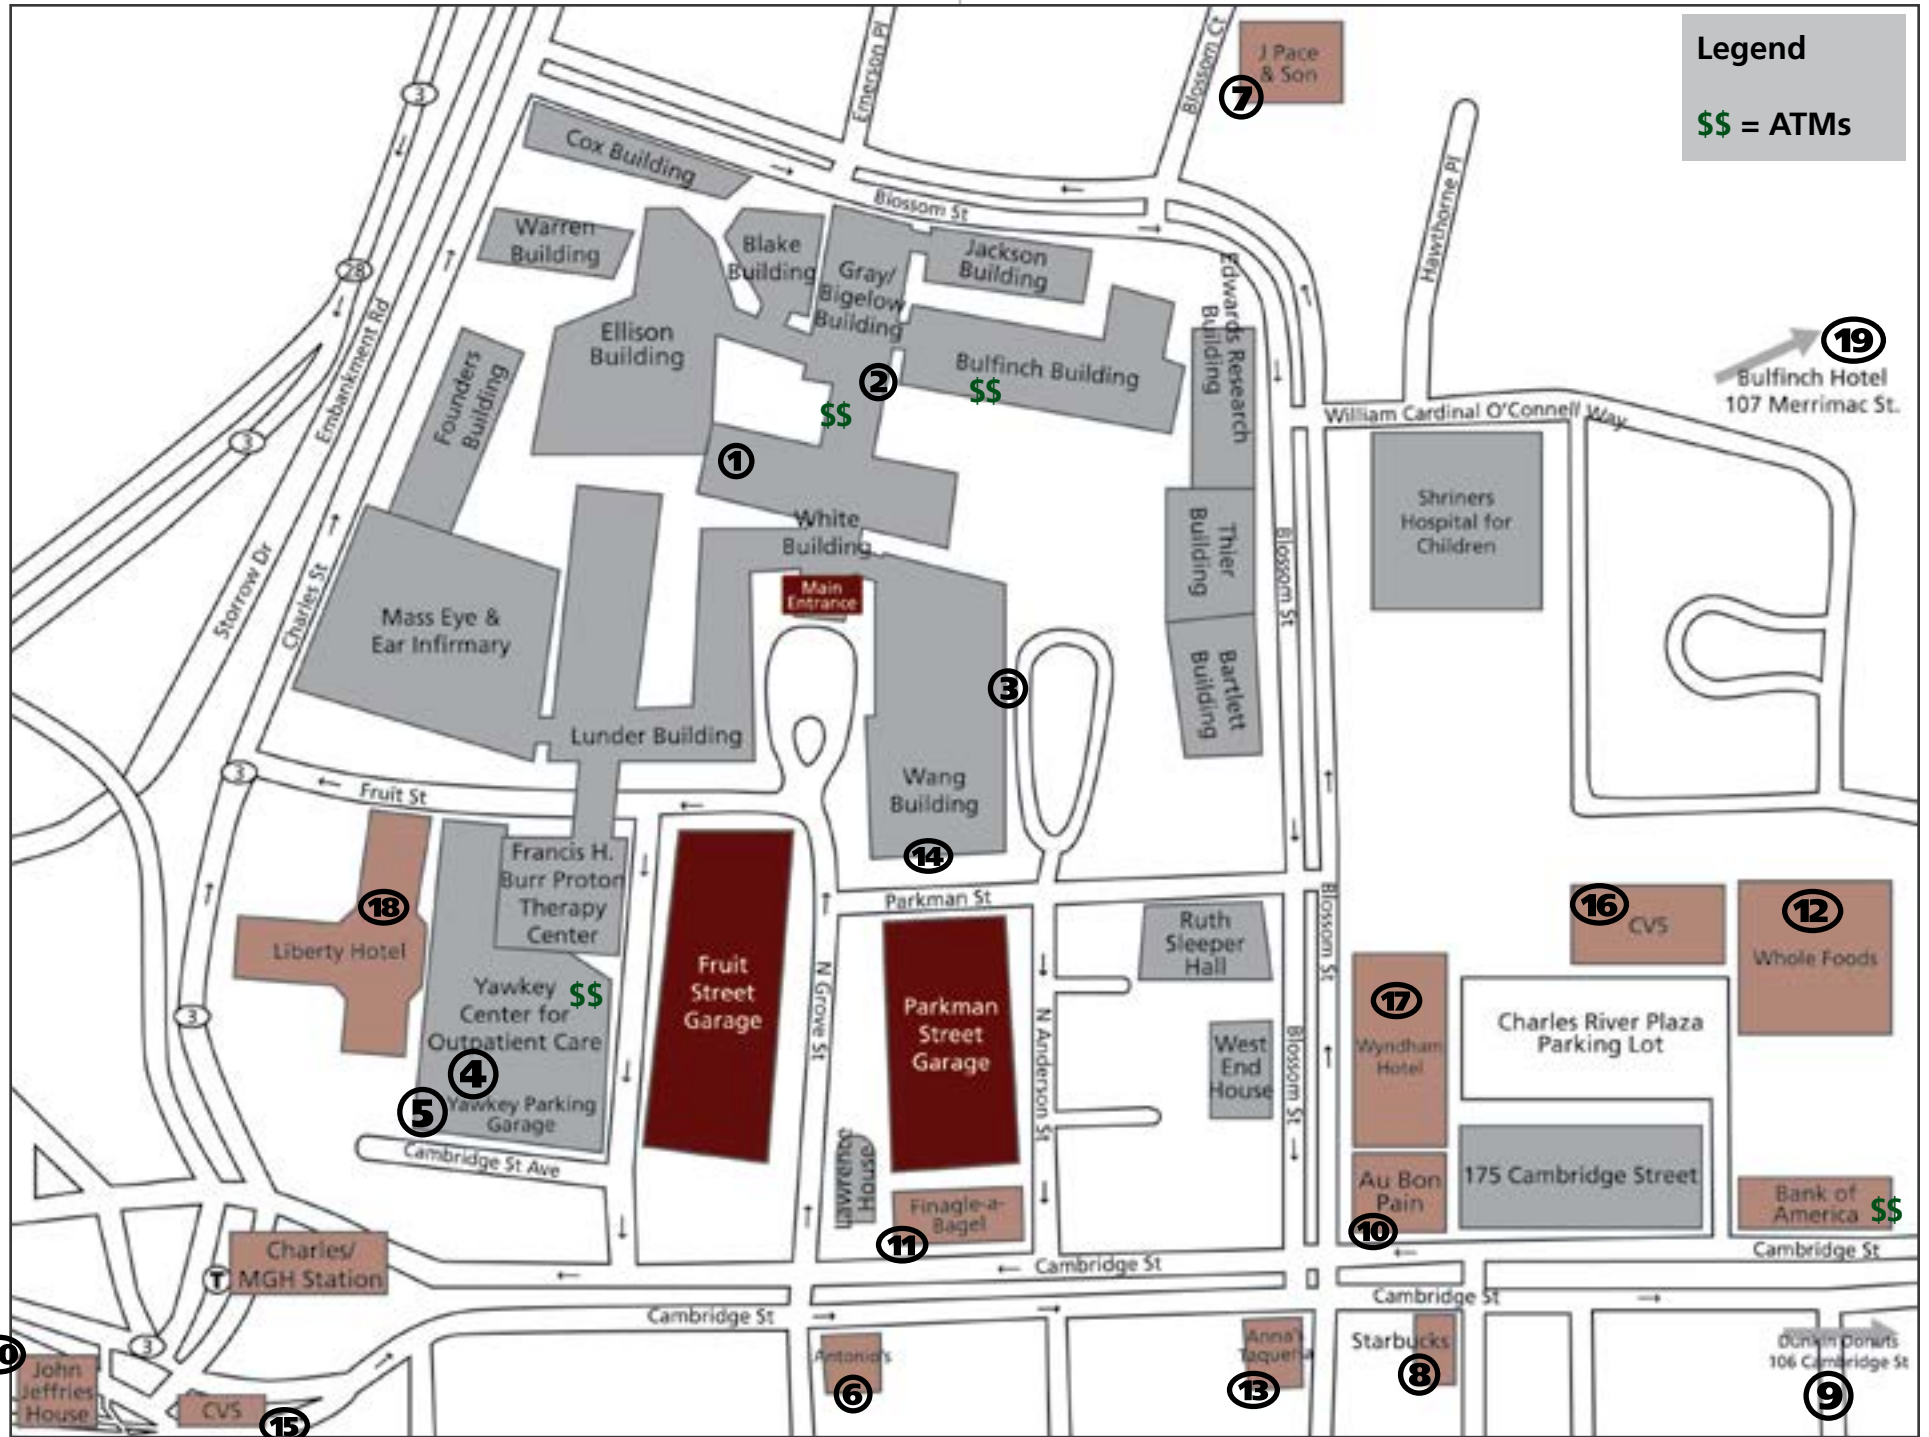 Legend
$$ = ATMs
Emerson Pl
Blossom Ct
J Pace
& Son
7
3
Cox Building
Hawthorne Pl
Blossom St
Warren
Building
Blake
Building
Gray/
Bigelow
Building
Jackson
Building
28
Embankment Rd
Ellison
Building
Edwards Research
Building
Bulfinch Building
$$
2
$$
19
Bulfinch Hotel
107 Merrimac St.
Founders
Building
3
William Cardinal O'Connell Way
1
Shriners
Hospital for
Children
White
Building
Thier
Building
Blossom St
Storrow Dr
Charles St
Main
Entrance
Mass Eye &
Ear Infirmary
3
Bartlett
Building
Lunder Building
3
Fruit St
Wang
Building
14
Francis H.
Burr Proton
Therapy
Center
Parkman St
18
Liberty Hotel
Ruth
Sleeper
Hall
Blossom St
16
CVS
12
Whole Foods
Fruit
Street
Garage
N Grove St
Yawkey
Center for
Outpatient Care
$$
3
Parkman
Street
Garage
N Anderson St
17
Wyndham
Hotel
Charles River Plaza
Parking Lot
West
End
House
Blossom St
4
5
Yawkey Parking
Garage
Cambridge St Ave
Lawrence
House
Finagle-a-
Bagel
11
Au Bon
Pain
10
175 Cambridge Street
Bank of
America
$$
Charles/
MGH Station
T
Cambridge St
Cambridge St
Cambridge St
Cambridge St
3
Antonio's
6
Anna's
Taqueria
13
Starbucks
8
Dunkin Donuts
106 Cambridge St
9
John
Jeffries
House
CVS
15